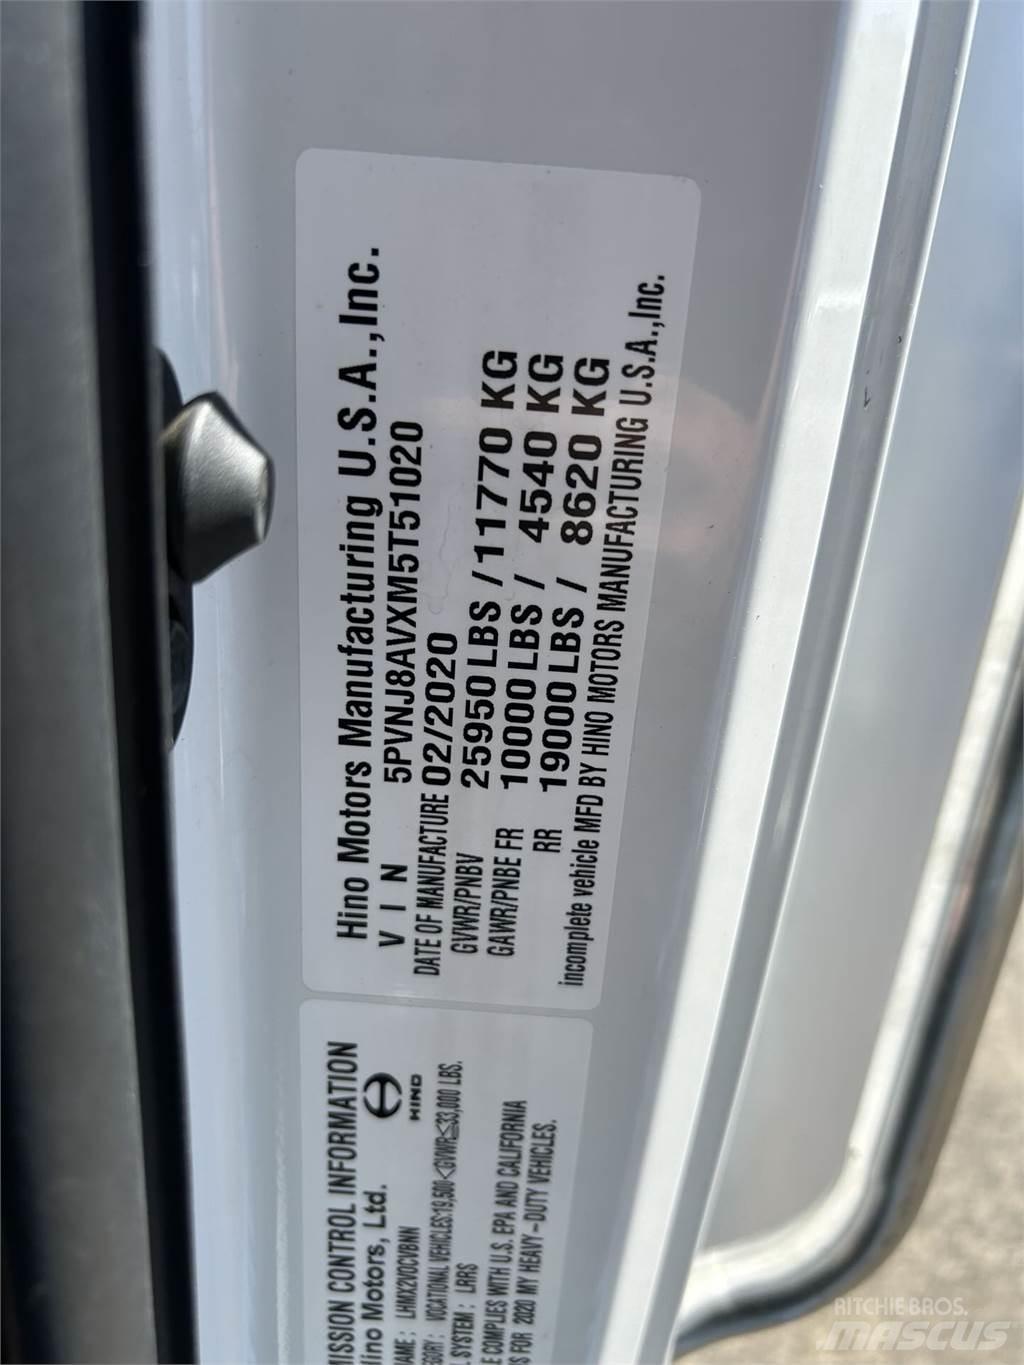 Hino Motors Manufacturing U.S.A.,Inc.
V I N 5PVNJ8AVXM5T51020
DATE OF MANUFACTURE 02/2020
GVWR/PNBV 25950 LBS / 11770 KG
GAWR/PNBE FR 10000 LBS / 4540 KG
RR 19000 LBS / 8620 KG
incomplete vehicle MFD BY HINO MOTORS MANUFACTURING U.S.A.,Inc.
CONTROL INFORMATION
Motors, Ltd.
HINO
NAME : LHMX2V0CVBNN
VOCATIONAL VEHICLES:19,500<GVWR≦33,000 LBS.
SYSTEM : LRRS
COMPLIES WITH U.S. EPA AND CALIFORNIA
FOR 2020 MY HEAVY-DUTY VEHICLES.
RITCHIE BROS.
MASCUS